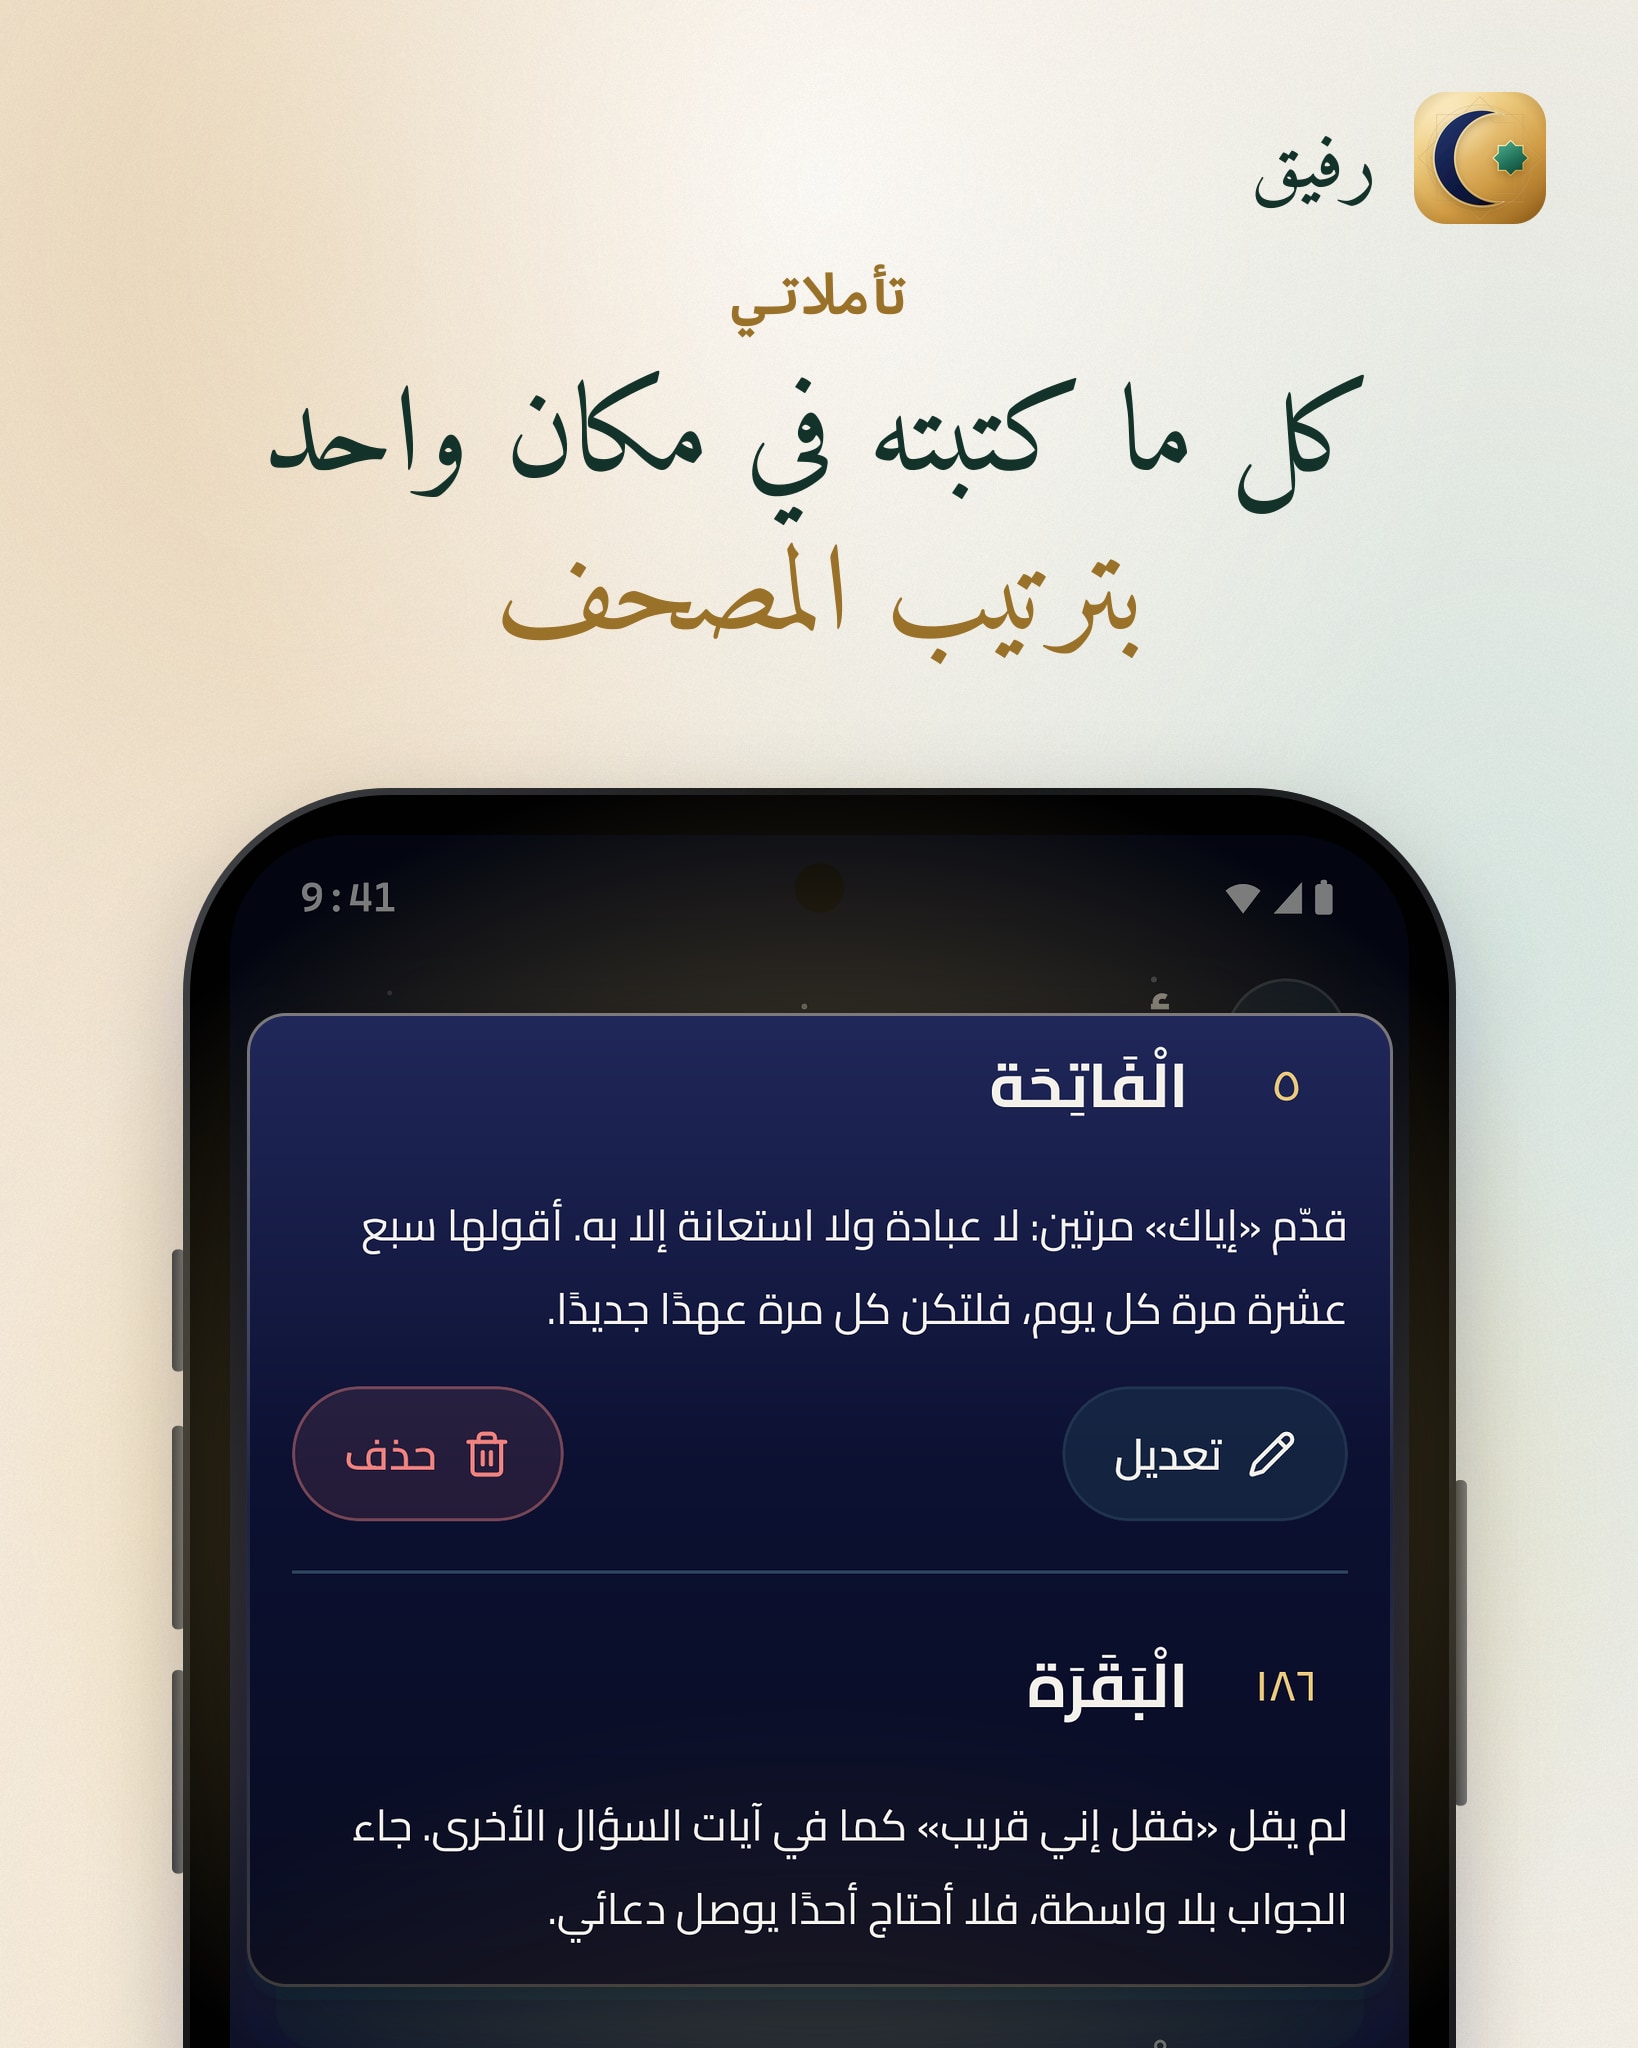 رفيق
تأملاتي
كل ما كتبته في مكان واحد
بترتيب المصحف
9:41
٥ الْفَاتِحَة
قدّم «إياك» مرتين: لا عبادة ولا استعانة إلا به. أقولها سبع
عشرة مرة كل يوم، فلتكن كل مرة عهدًا جديدًا.
تعديل
حذف
١٨٦ الْبَقَرَة
لم يقل «فقل إني قريب» كما في آيات السؤال الأخرى. جاء
الجواب بلا واسطة، فلا أحتاج أحدًا يوصل دعائي.